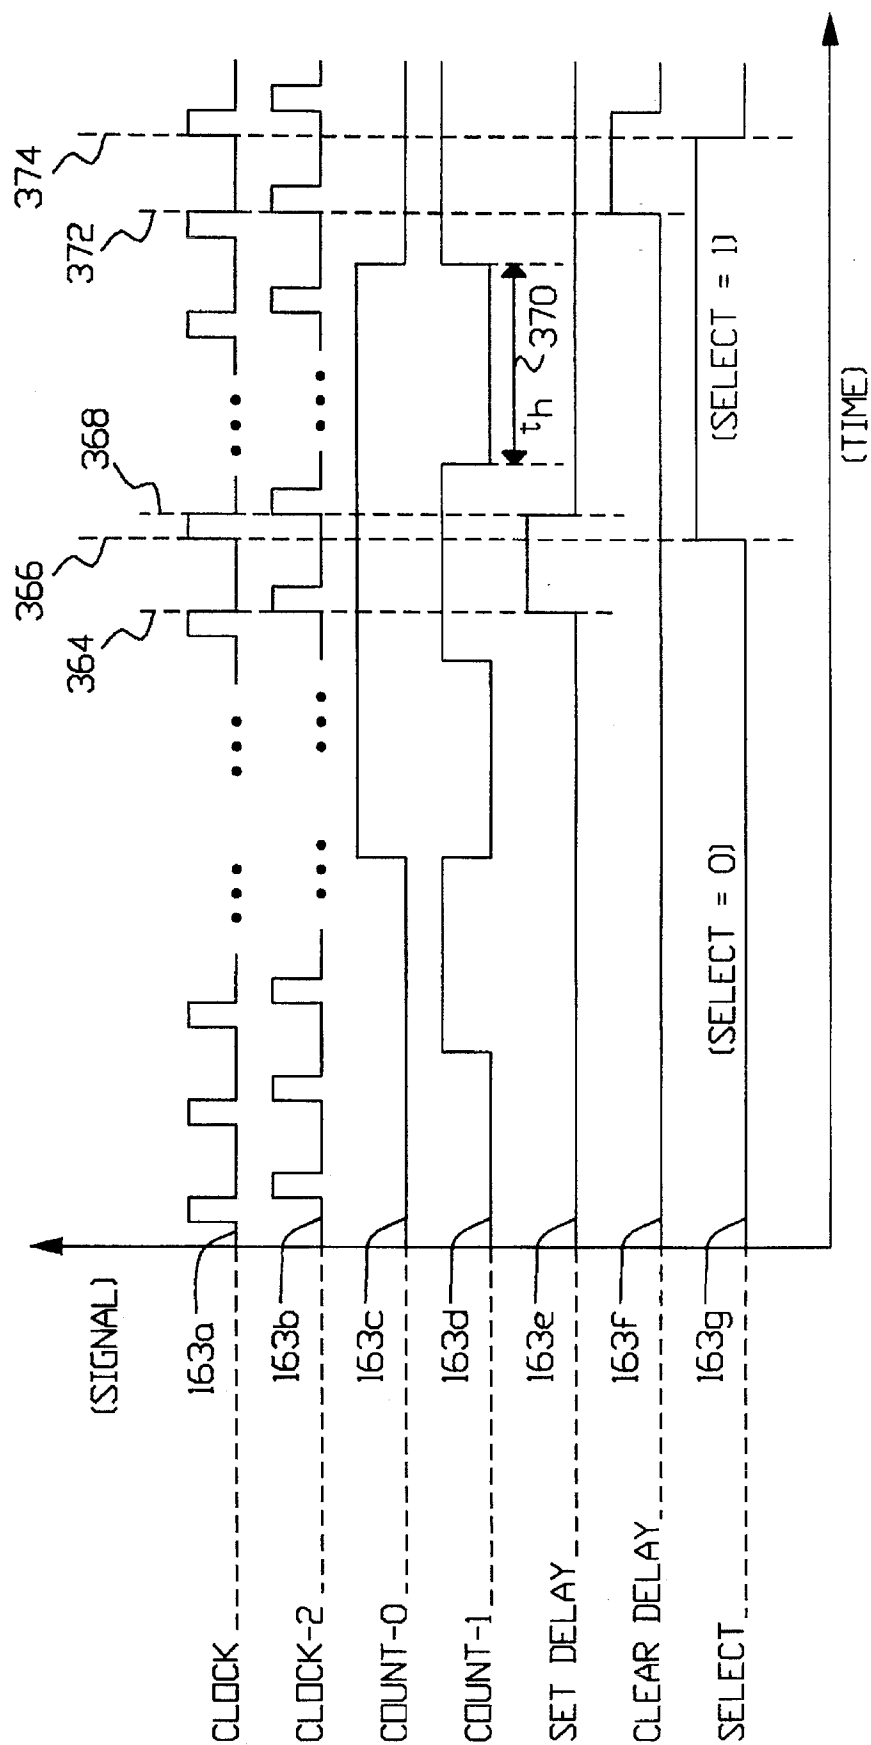 (SIGNAL)
374
372
368
366
364
CLOCK
163a
CLOCK-2
163b
COUNT-0
163c
COUNT-1
163d
th
370
SET DELAY
163e
CLEAR DELAY
163f
SELECT
163g
(SELECT = 0)
(SELECT = 1)
(TIME)